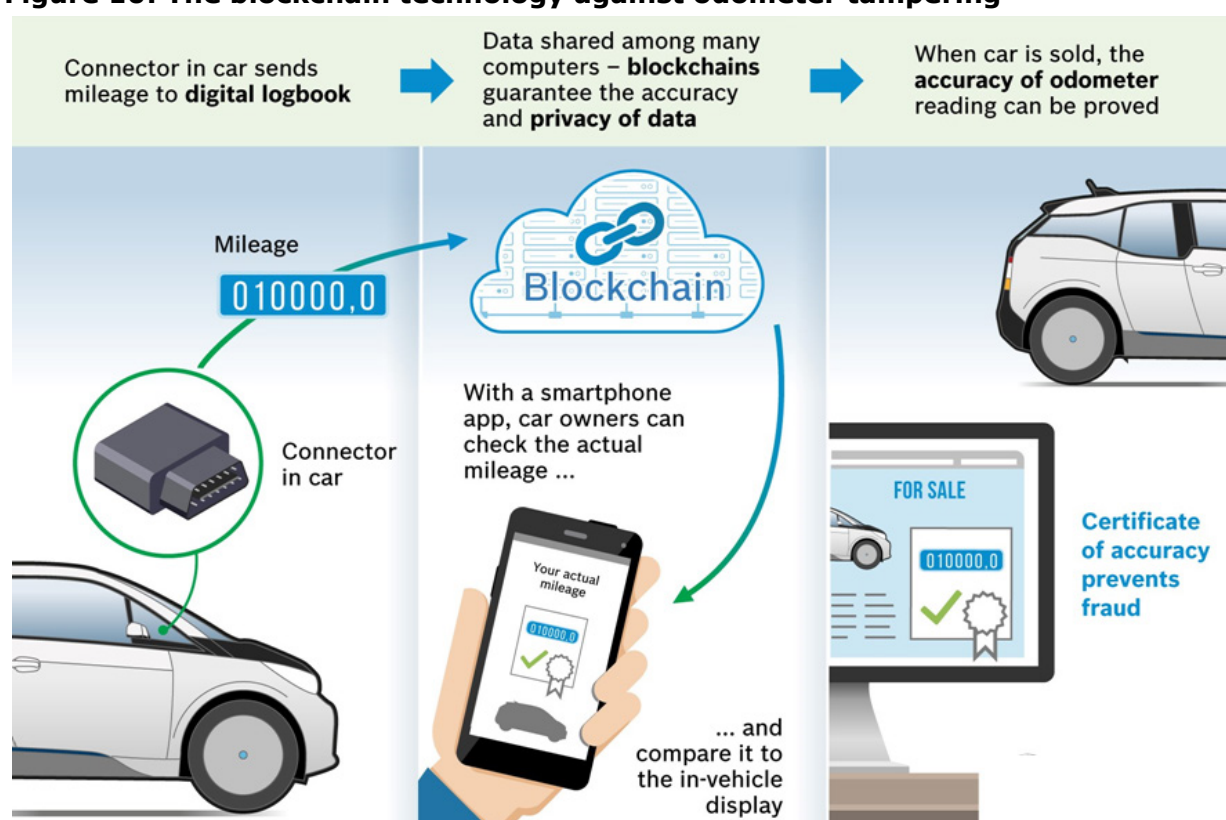 Figure The blockchain technology against odometer tampering
Connector in car sends
mileage to digital logbook
Data shared among many
computers – blockchains
guarantee the accuracy
and privacy of data
When car is sold, the
accuracy of odometer
reading can be proved
Mileage
010000,0
Connector
in car
Blockchain
With a smartphone
app, car owners can
check the actual
mileage ...
Your actual
mileage
010000,0
... and
compare it to
the in-vehicle
display
FOR SALE
010000,0
Certificate
of accuracy
prevents
fraud